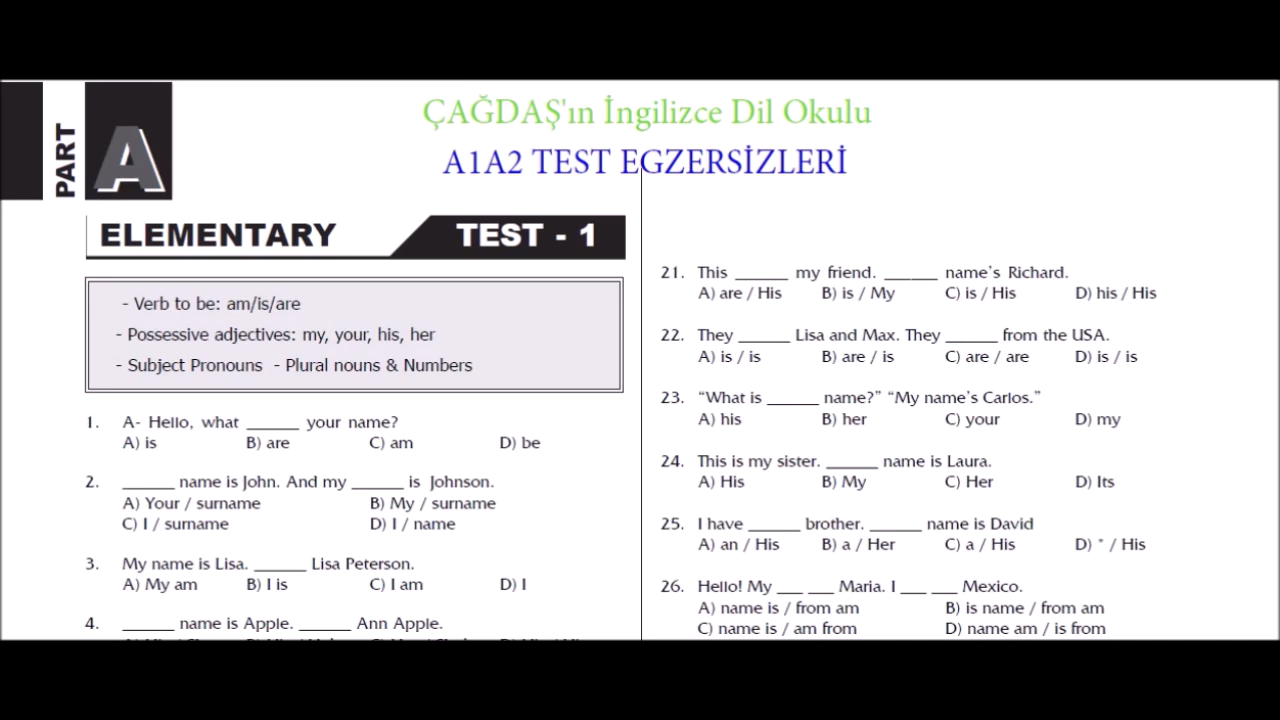 PART
A
ÇAĞDAŞ'ın İngilizce Dil Okulu
A1A2 TEST EGZERSİZLERİ
ELEMENTARY TEST - 1
- Verb to be: am/is/are
- Possessive adjectives: my, your, his, her
- Subject Pronouns - Plural nouns & Numbers
1. A- Hello, what ______ your name?
A) is B) are C) am D) be
2. ______ name is John. And my ______ is Johnson.
A) Your / surname B) My / surname
C) I / surname D) I / name
3. My name is Lisa. ______ Lisa Peterson.
A) My am B) I is C) I am D) I
4. ______ name is Apple. ______ Ann Apple.
21. This ______ my friend. ______ name's Richard.
A) are / His B) is / My C) is / His D) his / His
22. They ______ Lisa and Max. They ______ from the USA.
A) is / is B) are / is C) are / are D) is / is
23. “What is ______ name?” “My name's Carlos.”
A) his B) her C) your D) my
24. This is my sister. ______ name is Laura.
A) His B) My C) Her D) Its
25. I have ______ brother. ______ name is David
A) an / His B) a / Her C) a / His D) * / His
26. Hello! My ___ ___ Maria. I ___ ___ Mexico.
A) name is / from am B) is name / from am
C) name is / am from D) name am / is from